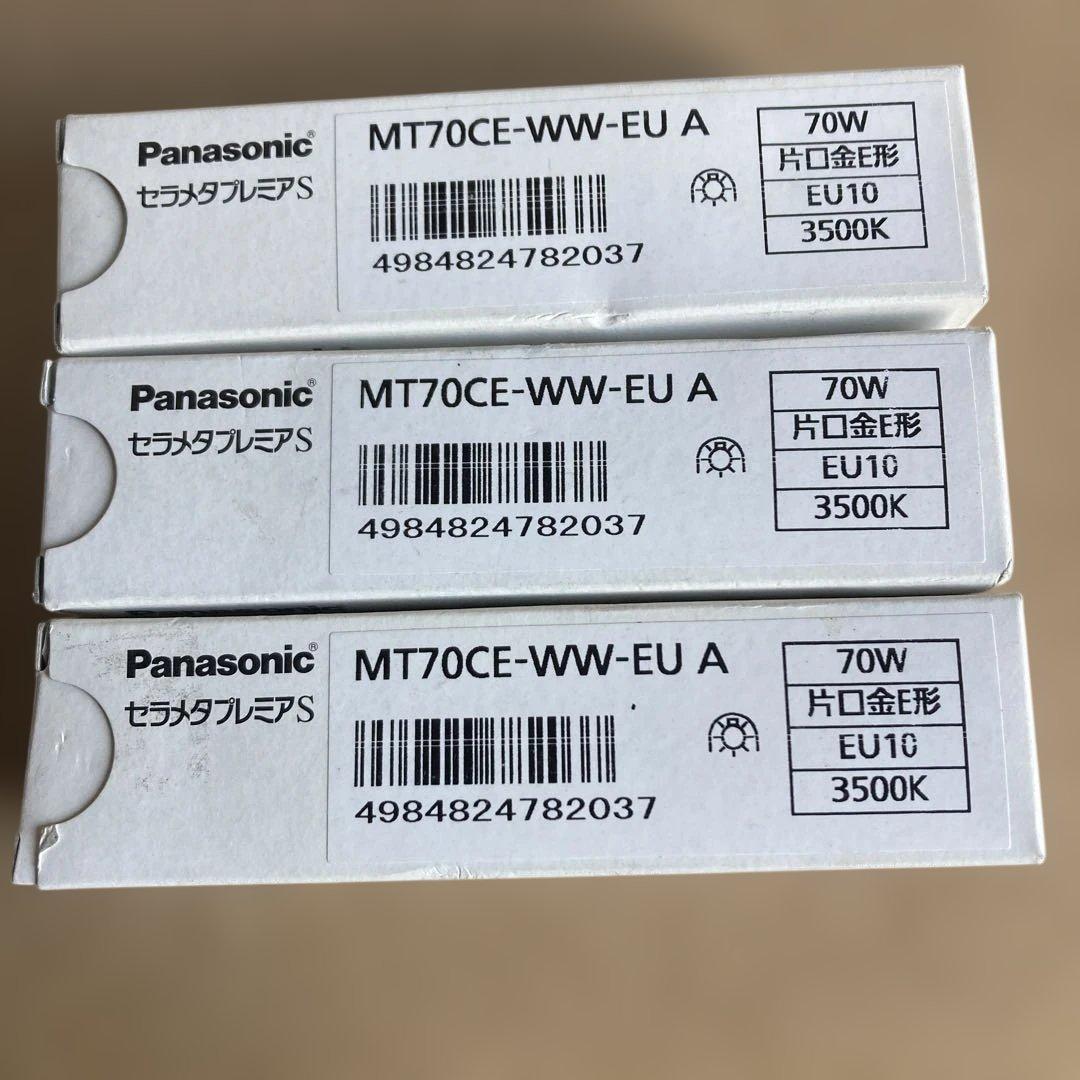 Panasonic®
セラメタプレミアS
MT70CE-WW-EU A
4984824782037
70W
片口金E形
EU10
3500K
Panasonic®
セラメタプレミアS
MT70CE-WW-EU A
4984824782037
70W
片口金E形
EU10
3500K
Panasonic®
セラメタプレミアS
MT70CE-WW-EU A
4984824782037
70W
片口金E形
EU10
3500K